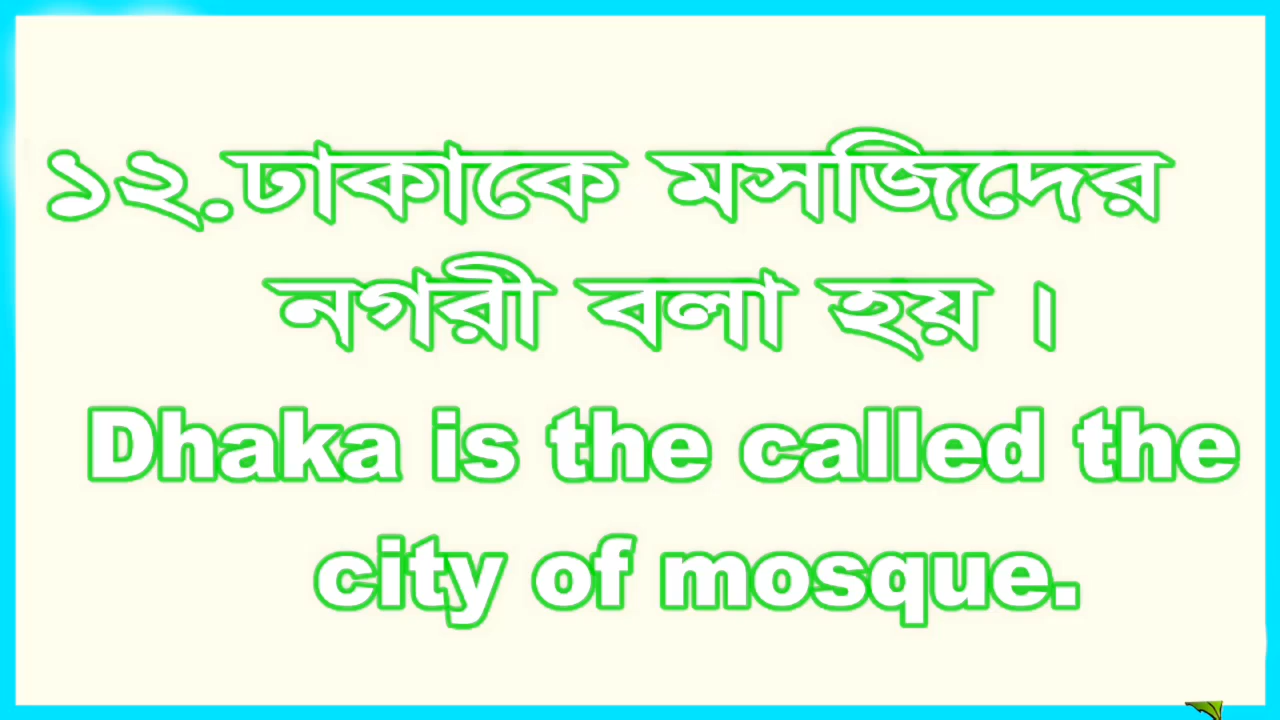 ১২.ঢাকাকে মসজিদের
নগরী বলা হয় ।
Dhaka is the called the
city of mosque.